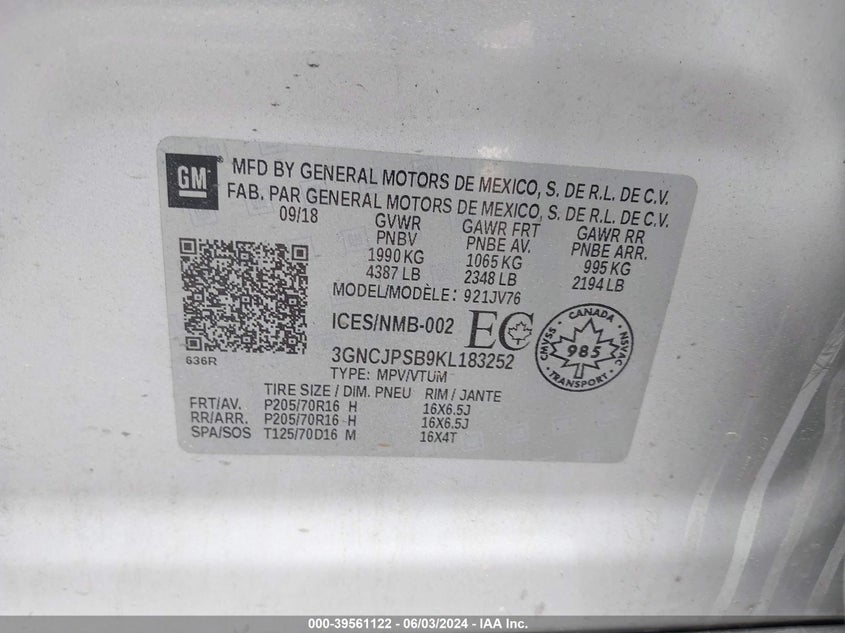 GM ® MFD BY GENERAL MOTORS DE MEXICO, S. DE R.L. DE C.V.
FAB. PAR GENERAL MOTORS DE MEXICO, S. DE R.L. DE C.V.
09/18 GVWR GAWR FRT GAWR RR
PNBV PNBE AV. PNBE ARR.
1990 KG 1065 KG 995 KG
4387 LB 2348 LB 2194 LB
MODEL/MODÈLE: 921JV76
ICES/NMB-002 EC
636R
3GNCJPSB9KL183252
TYPE: MPV/VTUM
CANADA
CMVSS 985 NSVAC
TRANSPORT
TIRE SIZE / DIM. PNEU RIM / JANTE
FRT/AV. P205/70R16 H 16X6.5J
RR/ARR. P205/70R16 H 16X6.5J
SPA/SOS T125/70D16 M 16X4T
000-39561122 - 06/03/2024 - IAA Inc.